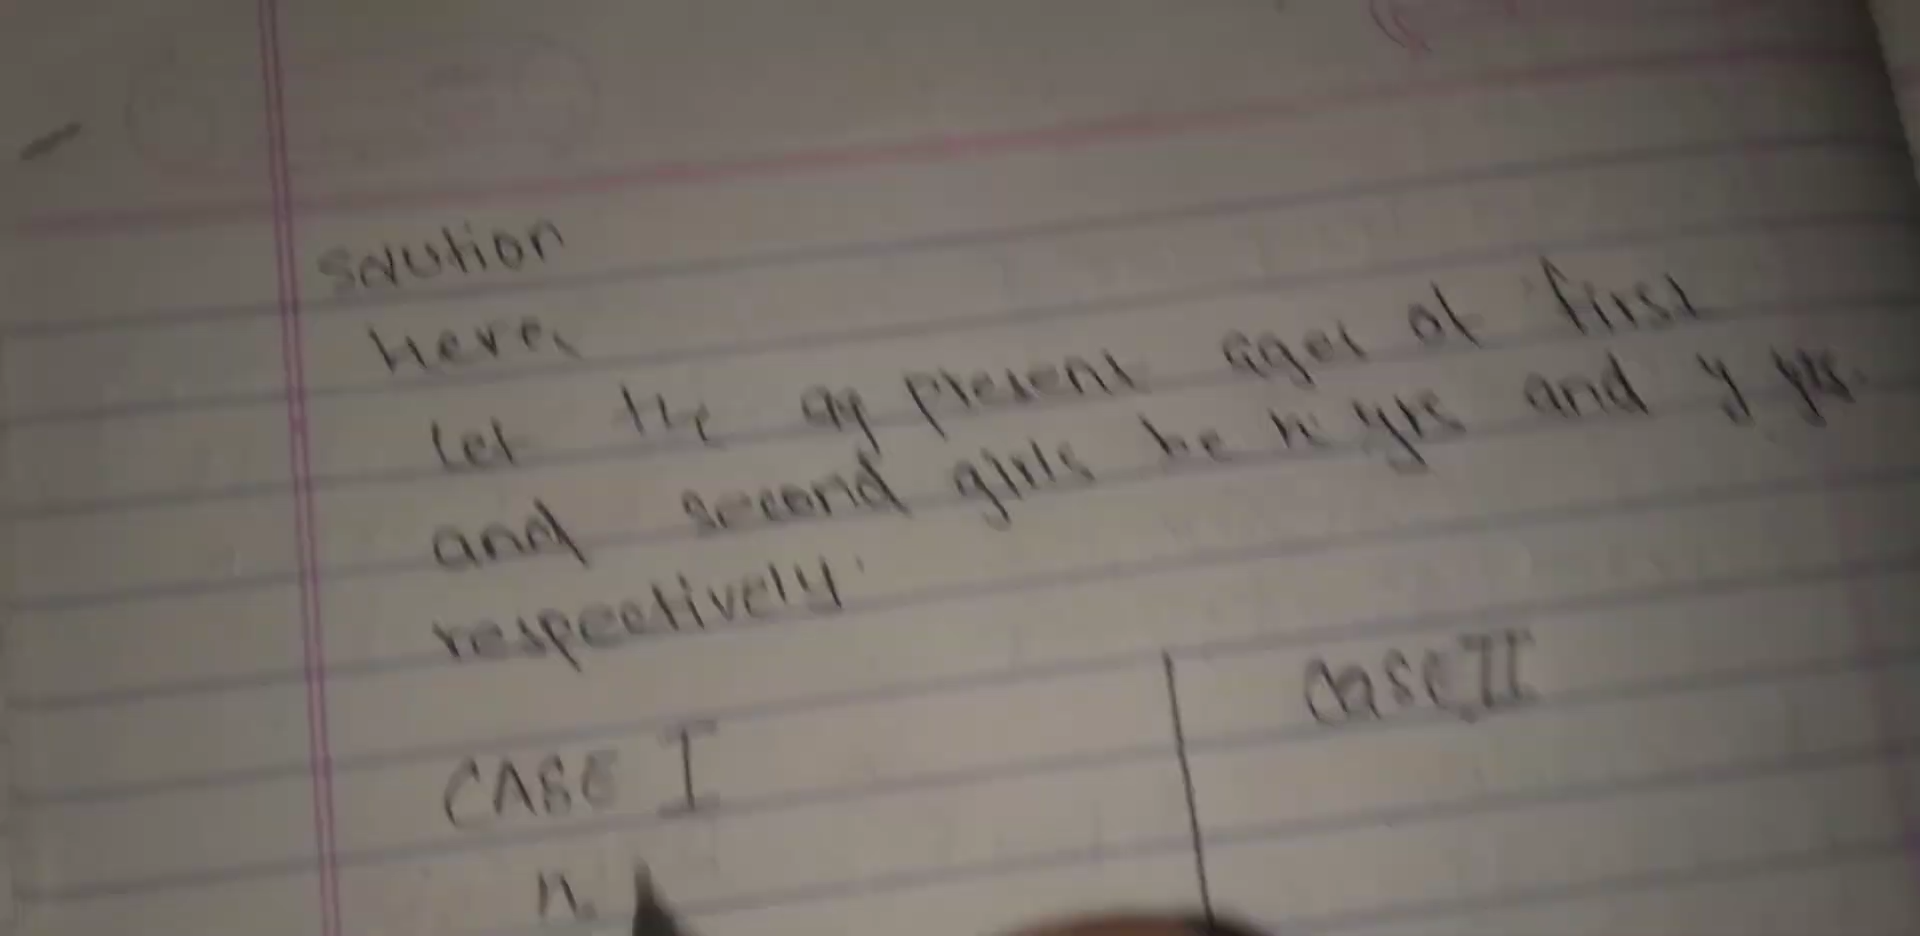 Solution
Here,
Let the ag present ages of first
and second girls be x yrs and y yrs.
respectively.
CASE I
Case II
x